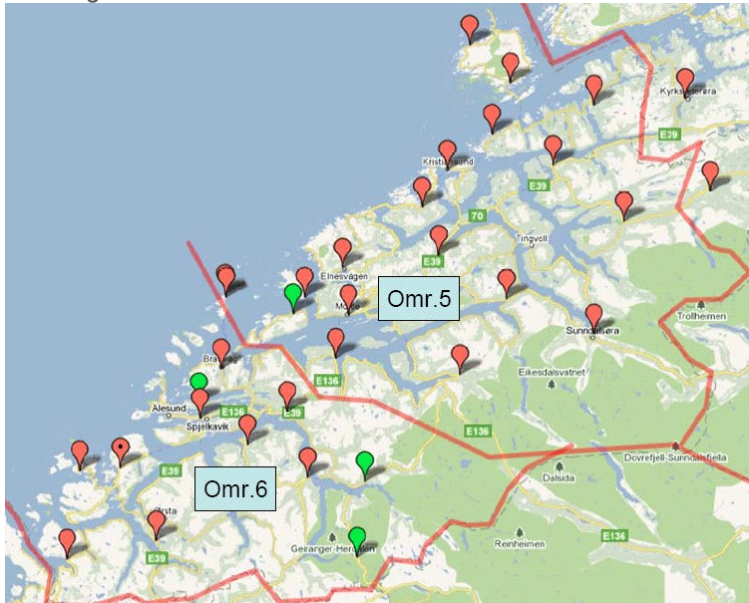 Kyrksæterøra
E39
Kristiansund
E39
70
Tingvoll
E39
Elnesvågen
Molde
Omr.5
Trollheimen
Sunndalsøra
E136
Eikesdalsvatnet
E39
Ålesund
E136
Spjelkavik
E136
Dovrefjell-Sunndalsfjella
E39
Dalsida
Omr.6
Ørsta
Geiranger-Herdalen
Reinheimen
E136
E39